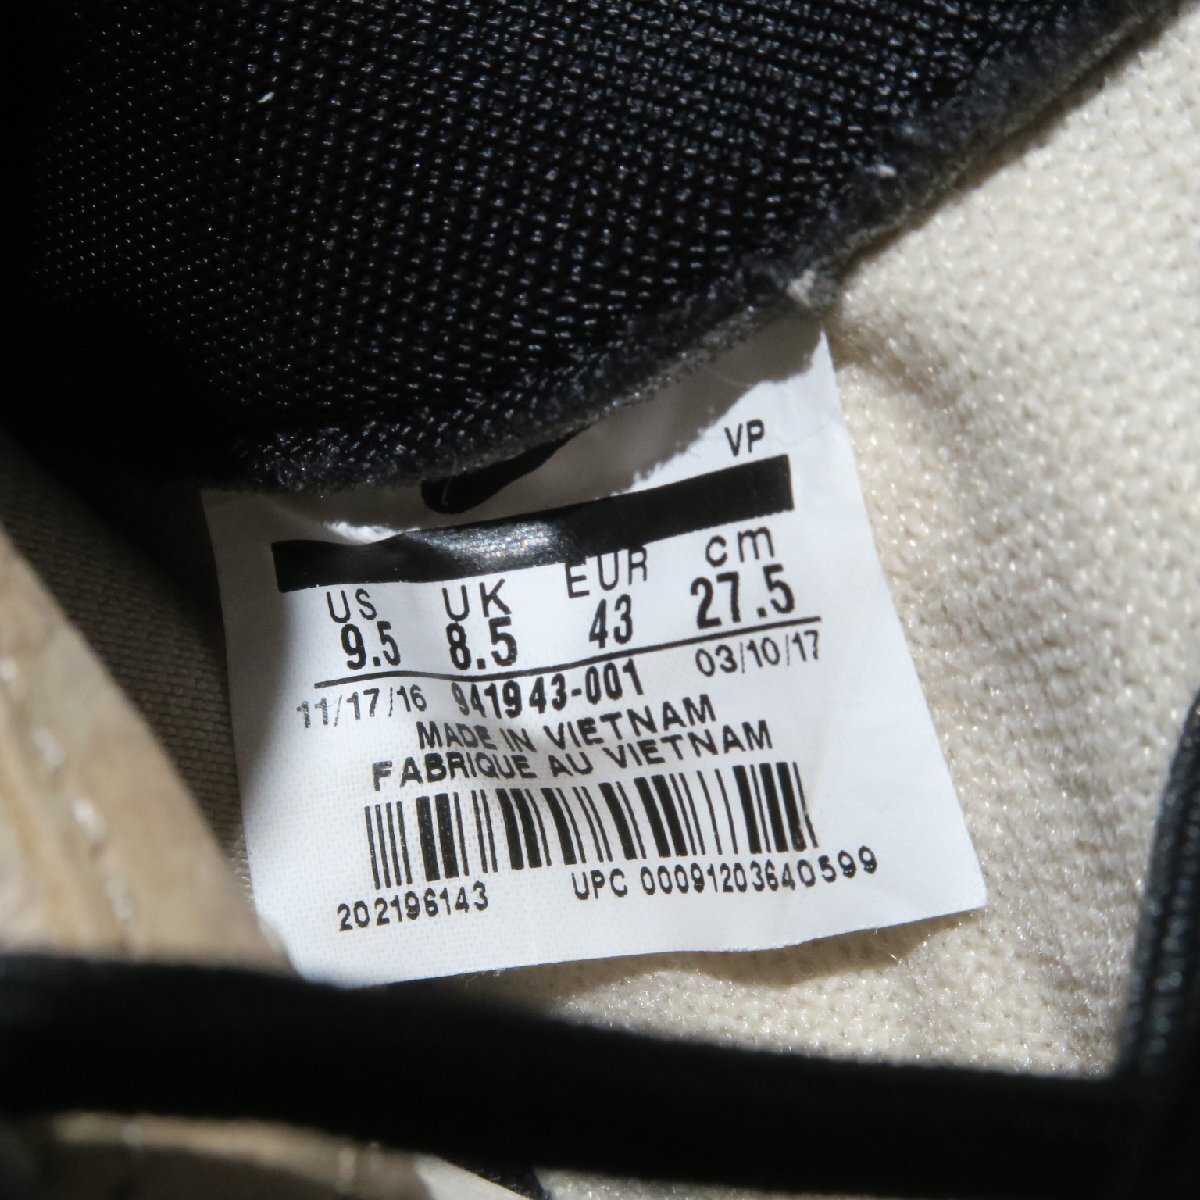 VP
US UK EUR cm
9.5 8.5 43 27.5
11/17/16 941943-001 03/10/17
MADE IN VIETNAM
FABRIQUE AU VIETNAM
202196143 UPC 00091203640599